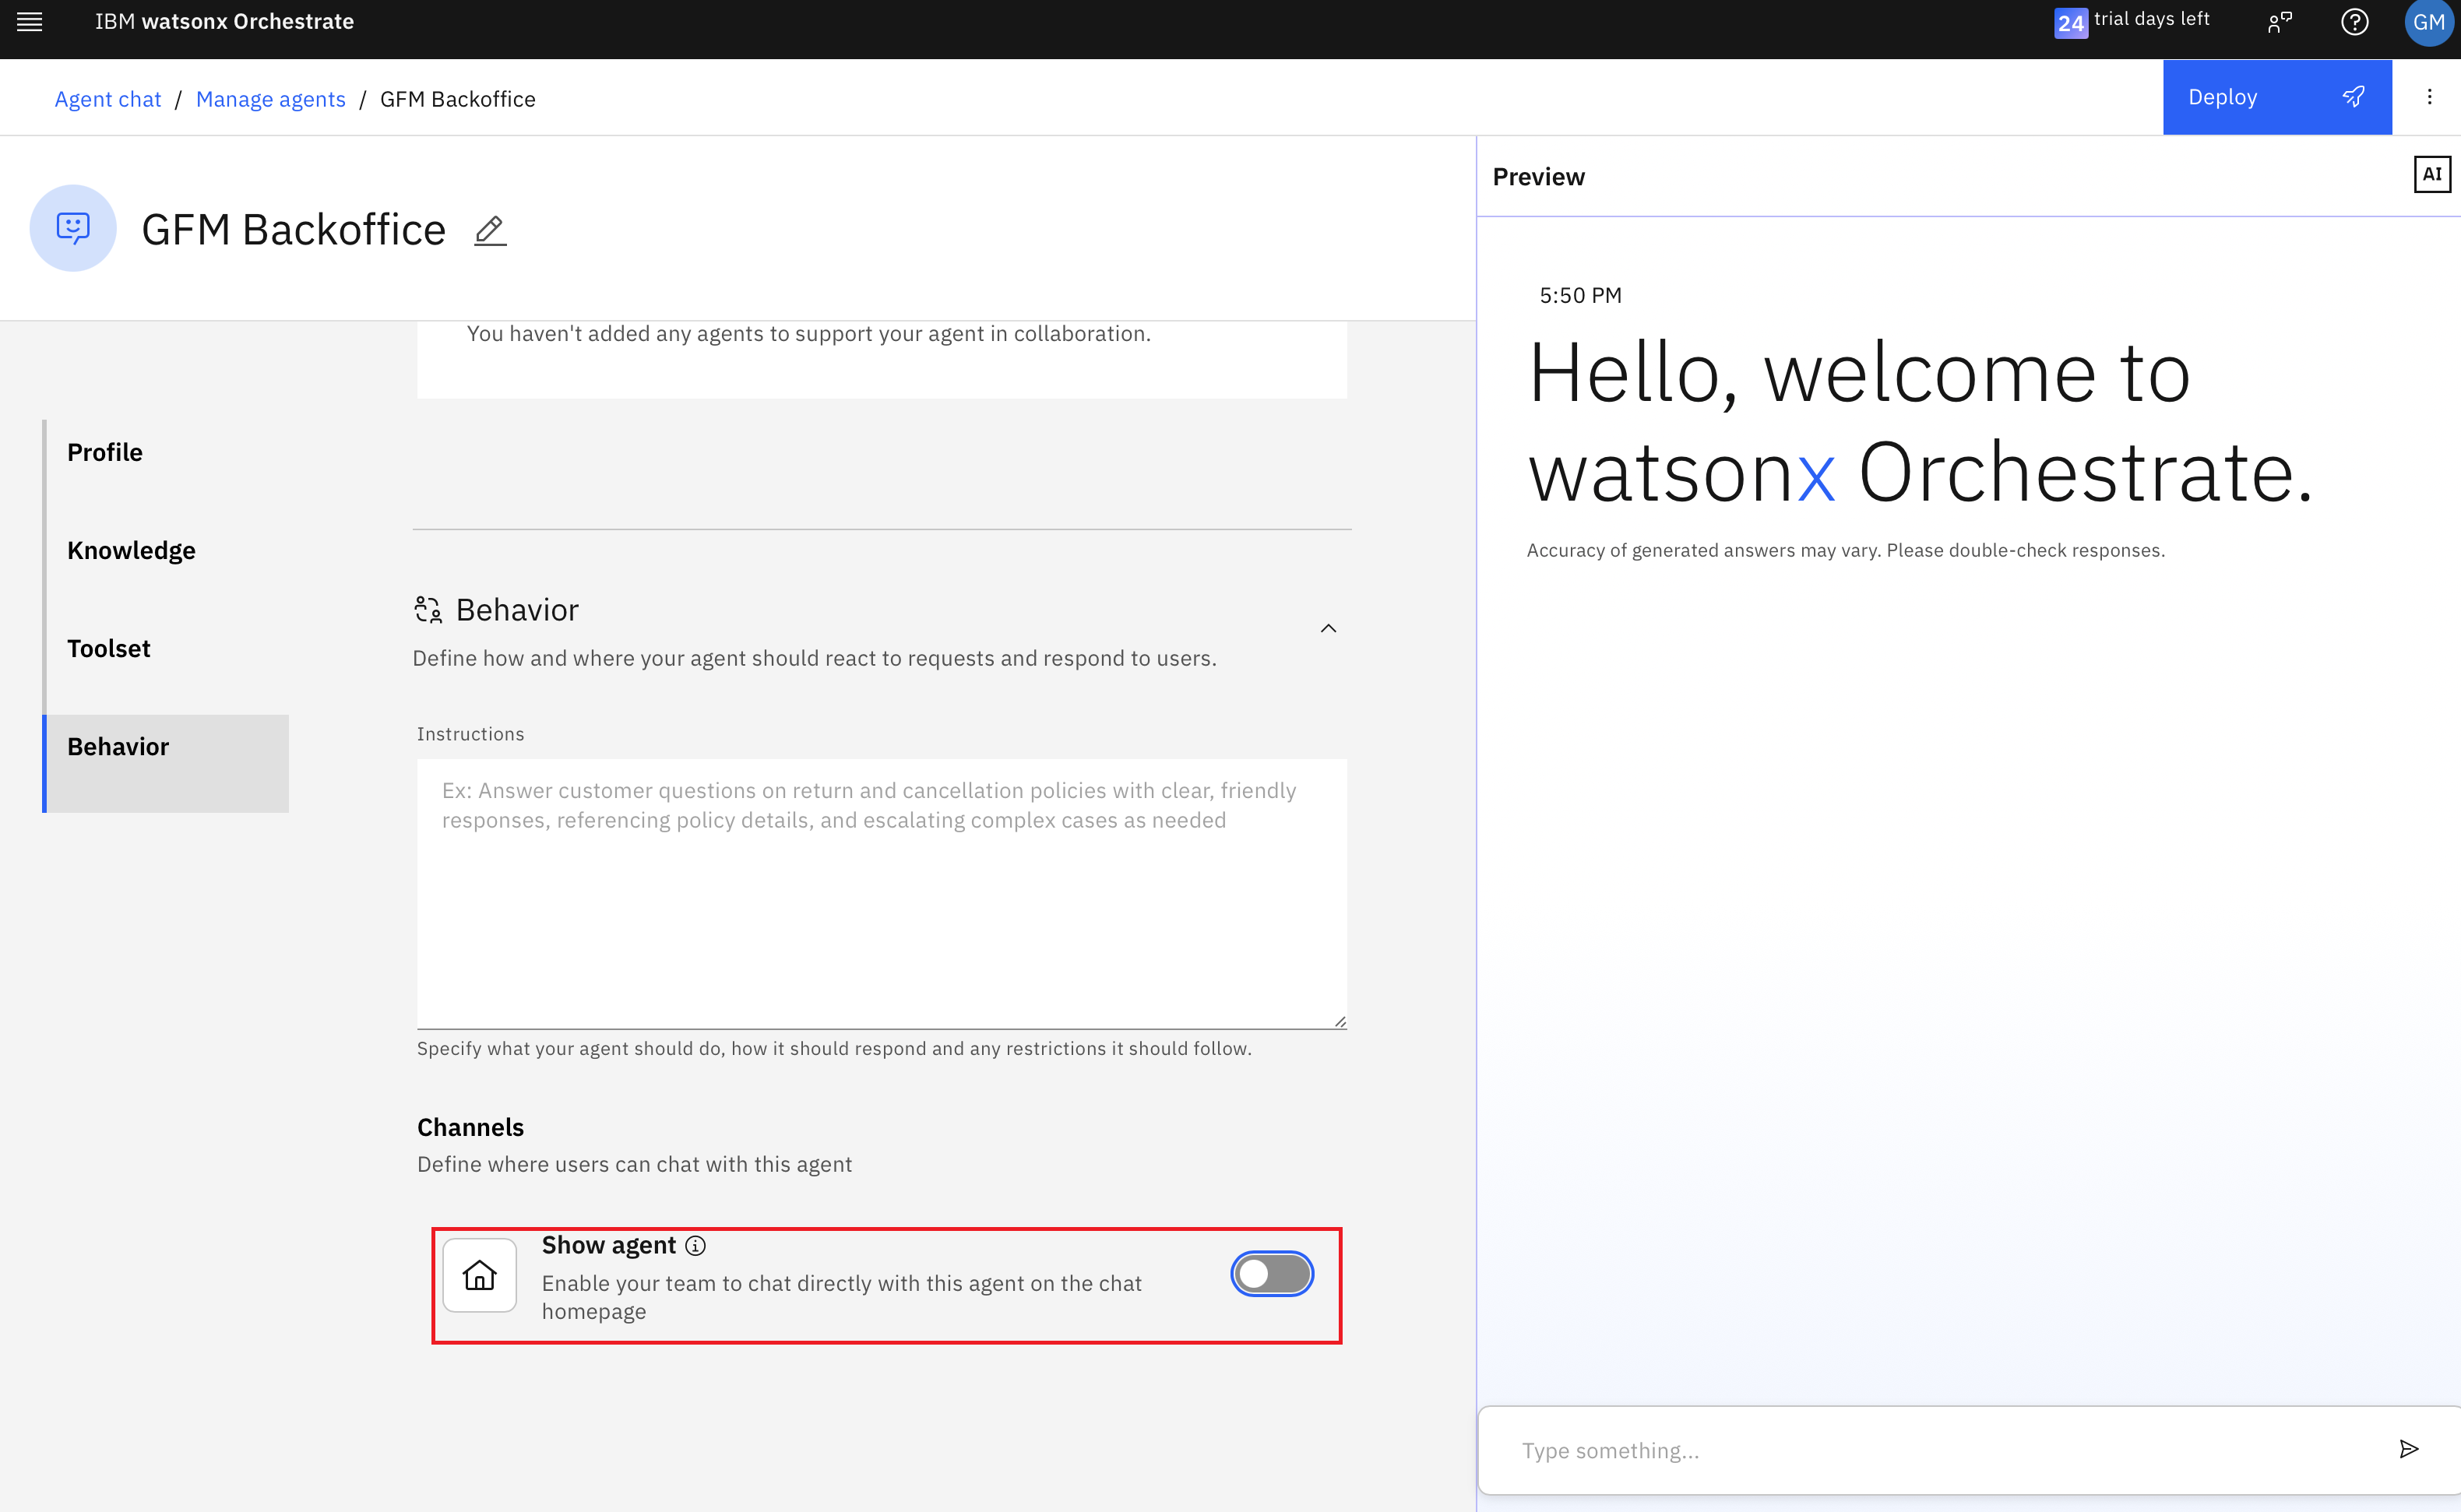 IBM watsonx Orchestrate
24 trial days left
GM
Agent chat / Manage agents / GFM Backoffice
Deploy
GFM Backoffice
You haven't added any agents to support your agent in collaboration.
Profile
Knowledge
Toolset
Behavior
Behavior
Define how and where your agent should react to requests and respond to users.
Instructions
Ex: Answer customer questions on return and cancellation policies with clear, friendly
responses, referencing policy details, and escalating complex cases as needed
Specify what your agent should do, how it should respond and any restrictions it should follow.
Channels
Define where users can chat with this agent
Show agent
Enable your team to chat directly with this agent on the chat
homepage
Preview
AI
5:50 PM
Hello, welcome to
watsonx Orchestrate.
Accuracy of generated answers may vary. Please double-check responses.
Type something...